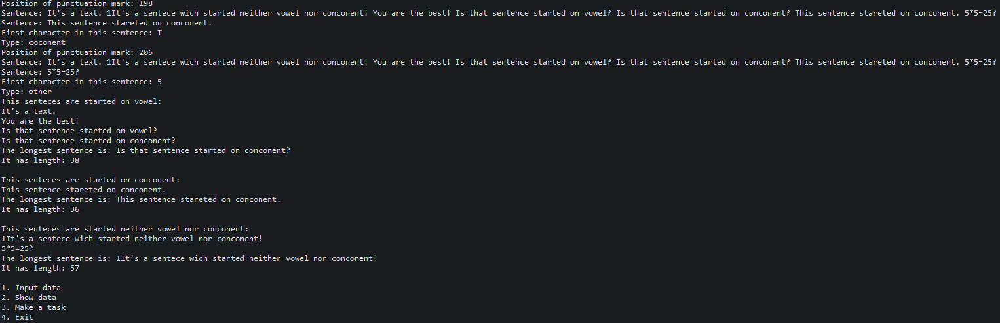 Position of punctuation mark: 198
Sentence: It's a text. 1It's a sentece wich started neither vowel nor conconent! You are the best! Is that sentence started on vowel? Is that sentence started on conconent? This sentence stareted on conconent. 5*5=25?
Sentence: This sentence stareted on conconent.
First character in this sentence: T
Type: coconent
Position of punctuation mark: 206
Sentence: It's a text. 1It's a sentece wich started neither vowel nor conconent! You are the best! Is that sentence started on vowel? Is that sentence started on conconent? This sentence stareted on conconent. 5*5=25?
Sentence: 5*5=25?
First character in this sentence: 5
Type: other
This senteces are started on vowel:
It's a text.
You are the best!
Is that sentence started on vowel?
Is that sentence started on conconent?
The longest sentence is: Is that sentence started on conconent?
It has length: 38

This senteces are started on conconent:
This sentence stareted on conconent.
The longest sentence is: This sentence stareted on conconent.
It has length: 36

This senteces are started neither vowel nor conconent:
1It's a sentece wich started neither vowel nor conconent!
5*5=25?
The longest sentence is: 1It's a sentece wich started neither vowel nor conconent!
It has length: 57

1. Input data
2. Show data
3. Make a task
4. Exit